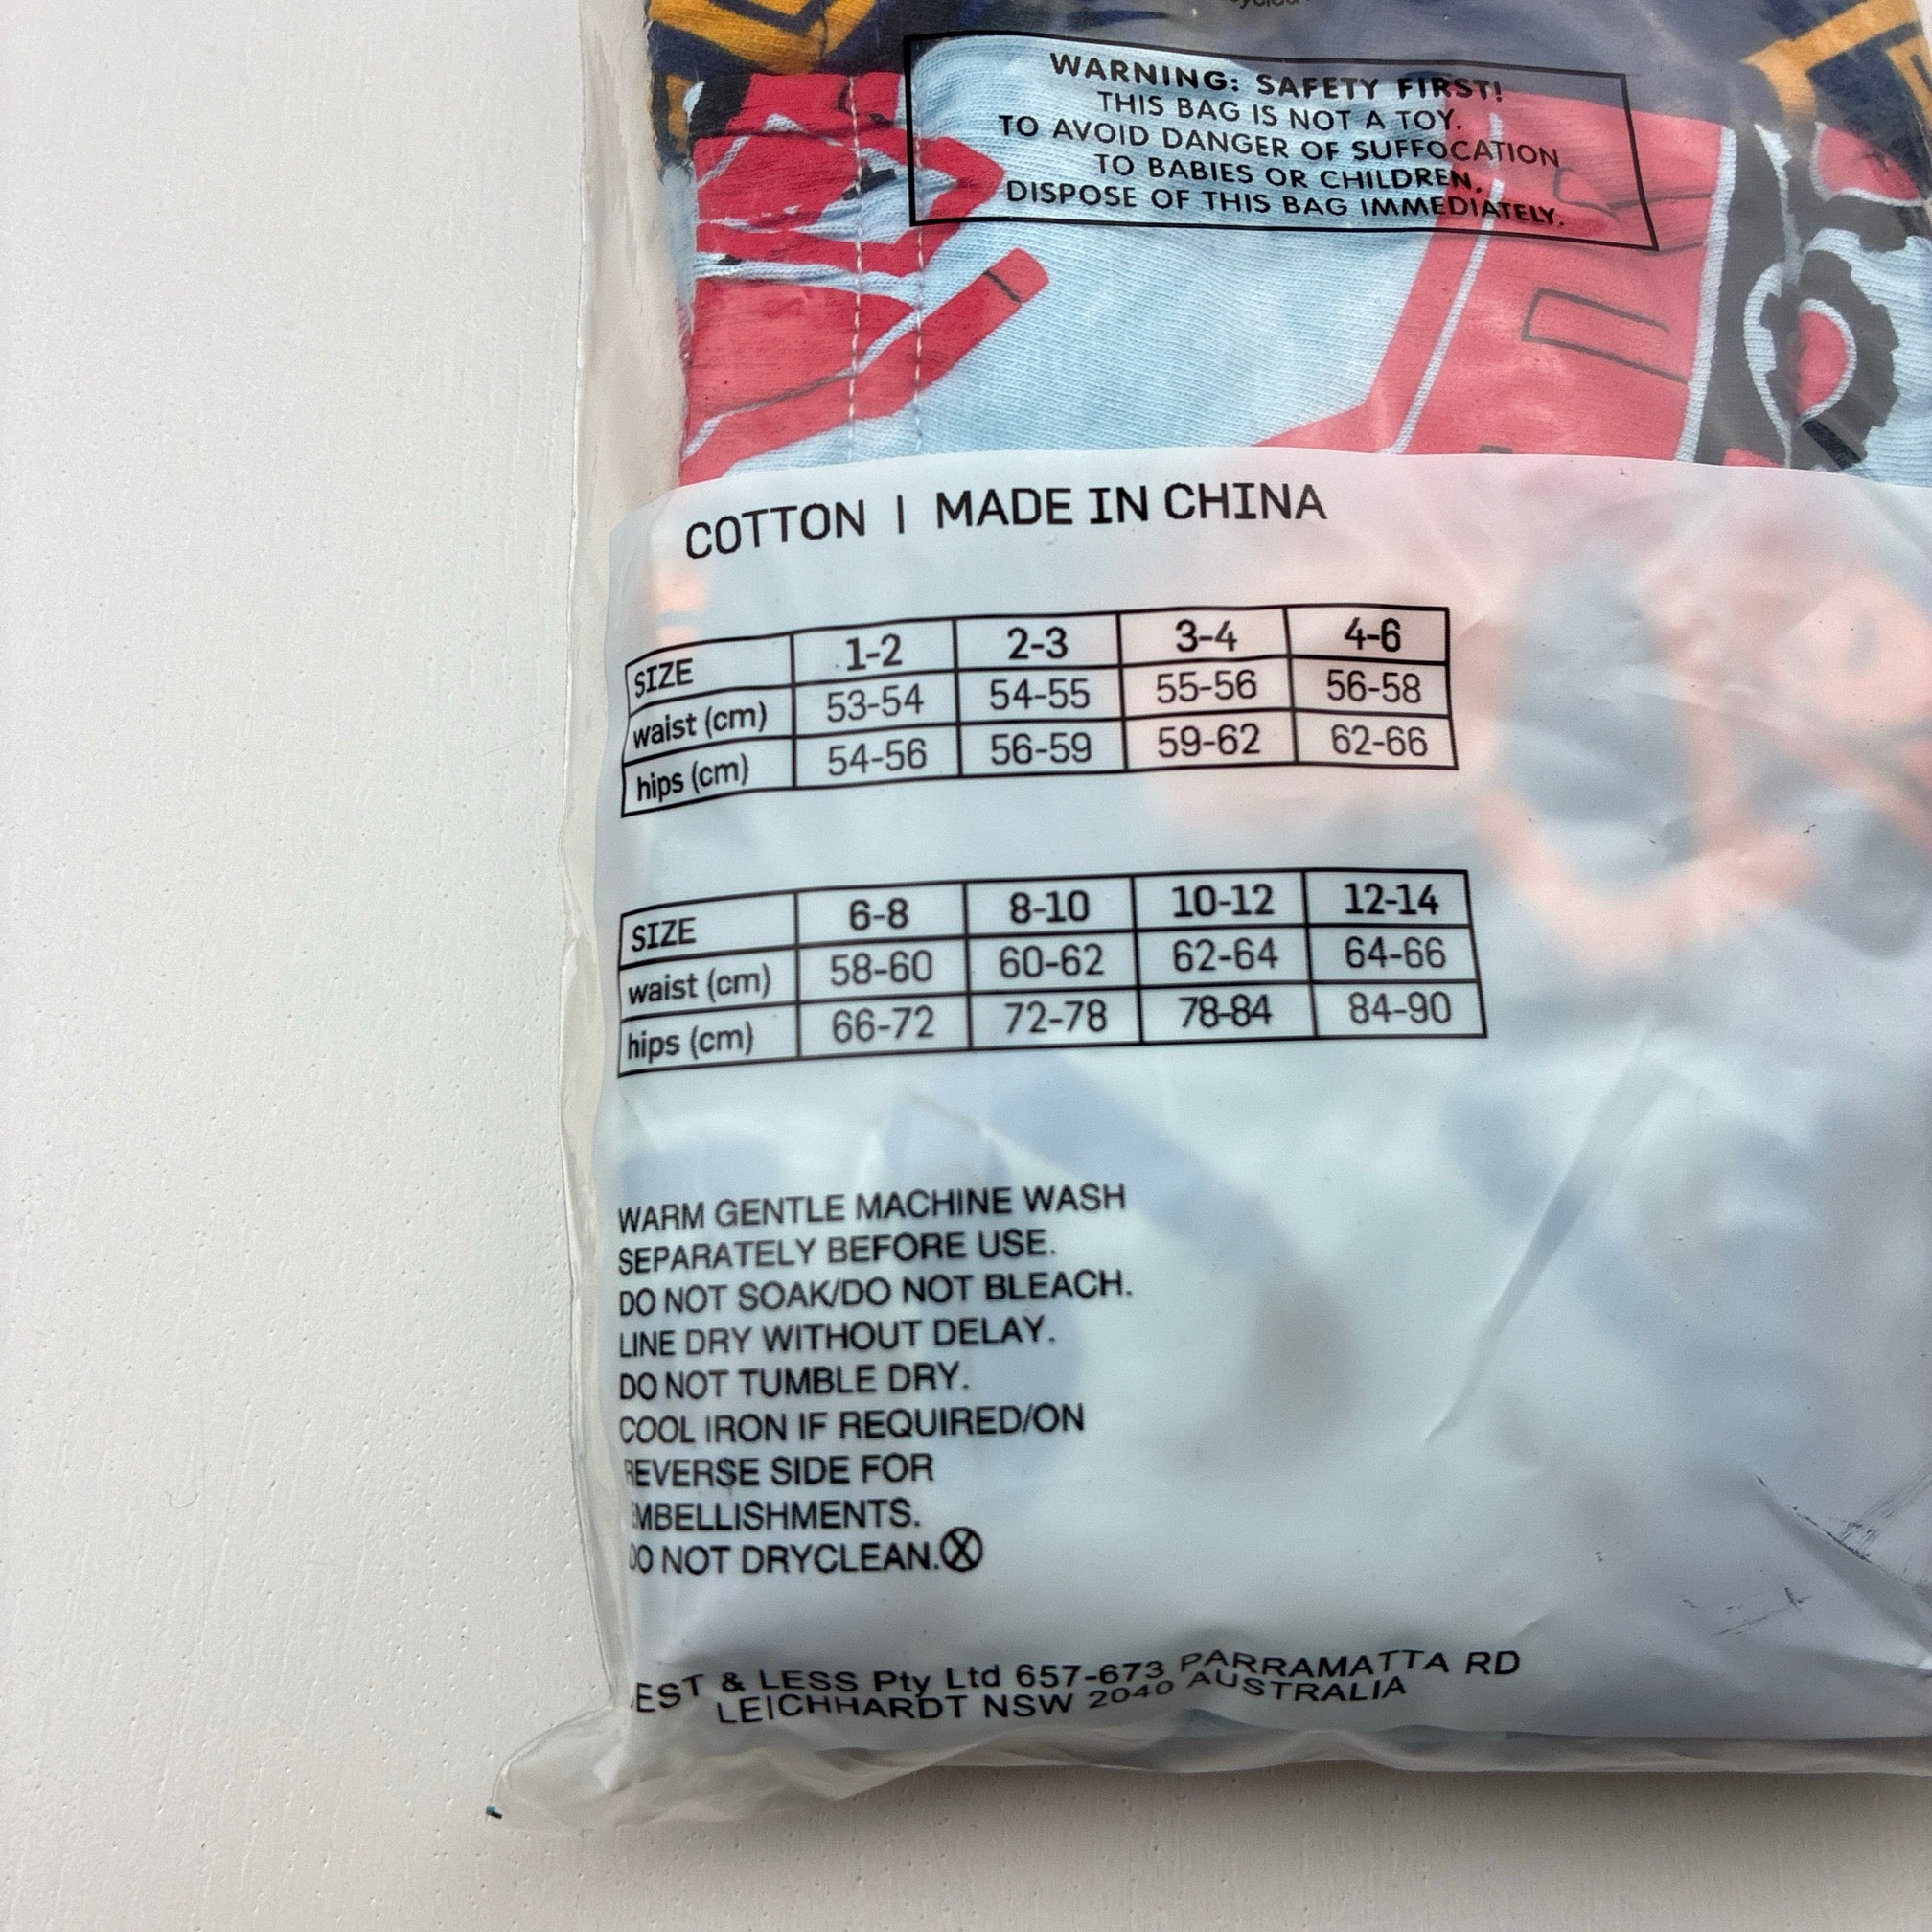 WARNING: SAFETY FIRST!
THIS BAG IS NOT A TOY.
TO AVOID DANGER OF SUFFOCATION
TO BABIES OR CHILDREN,
DISPOSE OF THIS BAG IMMEDIATELY.
COTTON | MADE IN CHINA
SIZE 1-2 2-3 3-4 4-6
waist (cm) 53-54 54-55 55-56 56-58
hips (cm) 54-56 56-59 59-62 62-66
SIZE 6-8 8-10 10-12 12-14
waist (cm) 58-60 60-62 62-64 64-66
hips (cm) 66-72 72-78 78-84 84-90
WARM GENTLE MACHINE WASH
SEPARATELY BEFORE USE.
DO NOT SOAK/DO NOT BLEACH.
LINE DRY WITHOUT DELAY.
DO NOT TUMBLE DRY.
COOL IRON IF REQUIRED/ON
REVERSE SIDE FOR
EMBELLISHMENTS.
DO NOT DRYCLEAN.
EST & LESS Pty Ltd 657-673 PARRAMATTA RD
LEICHHARDT NSW 2040 AUSTRALIA